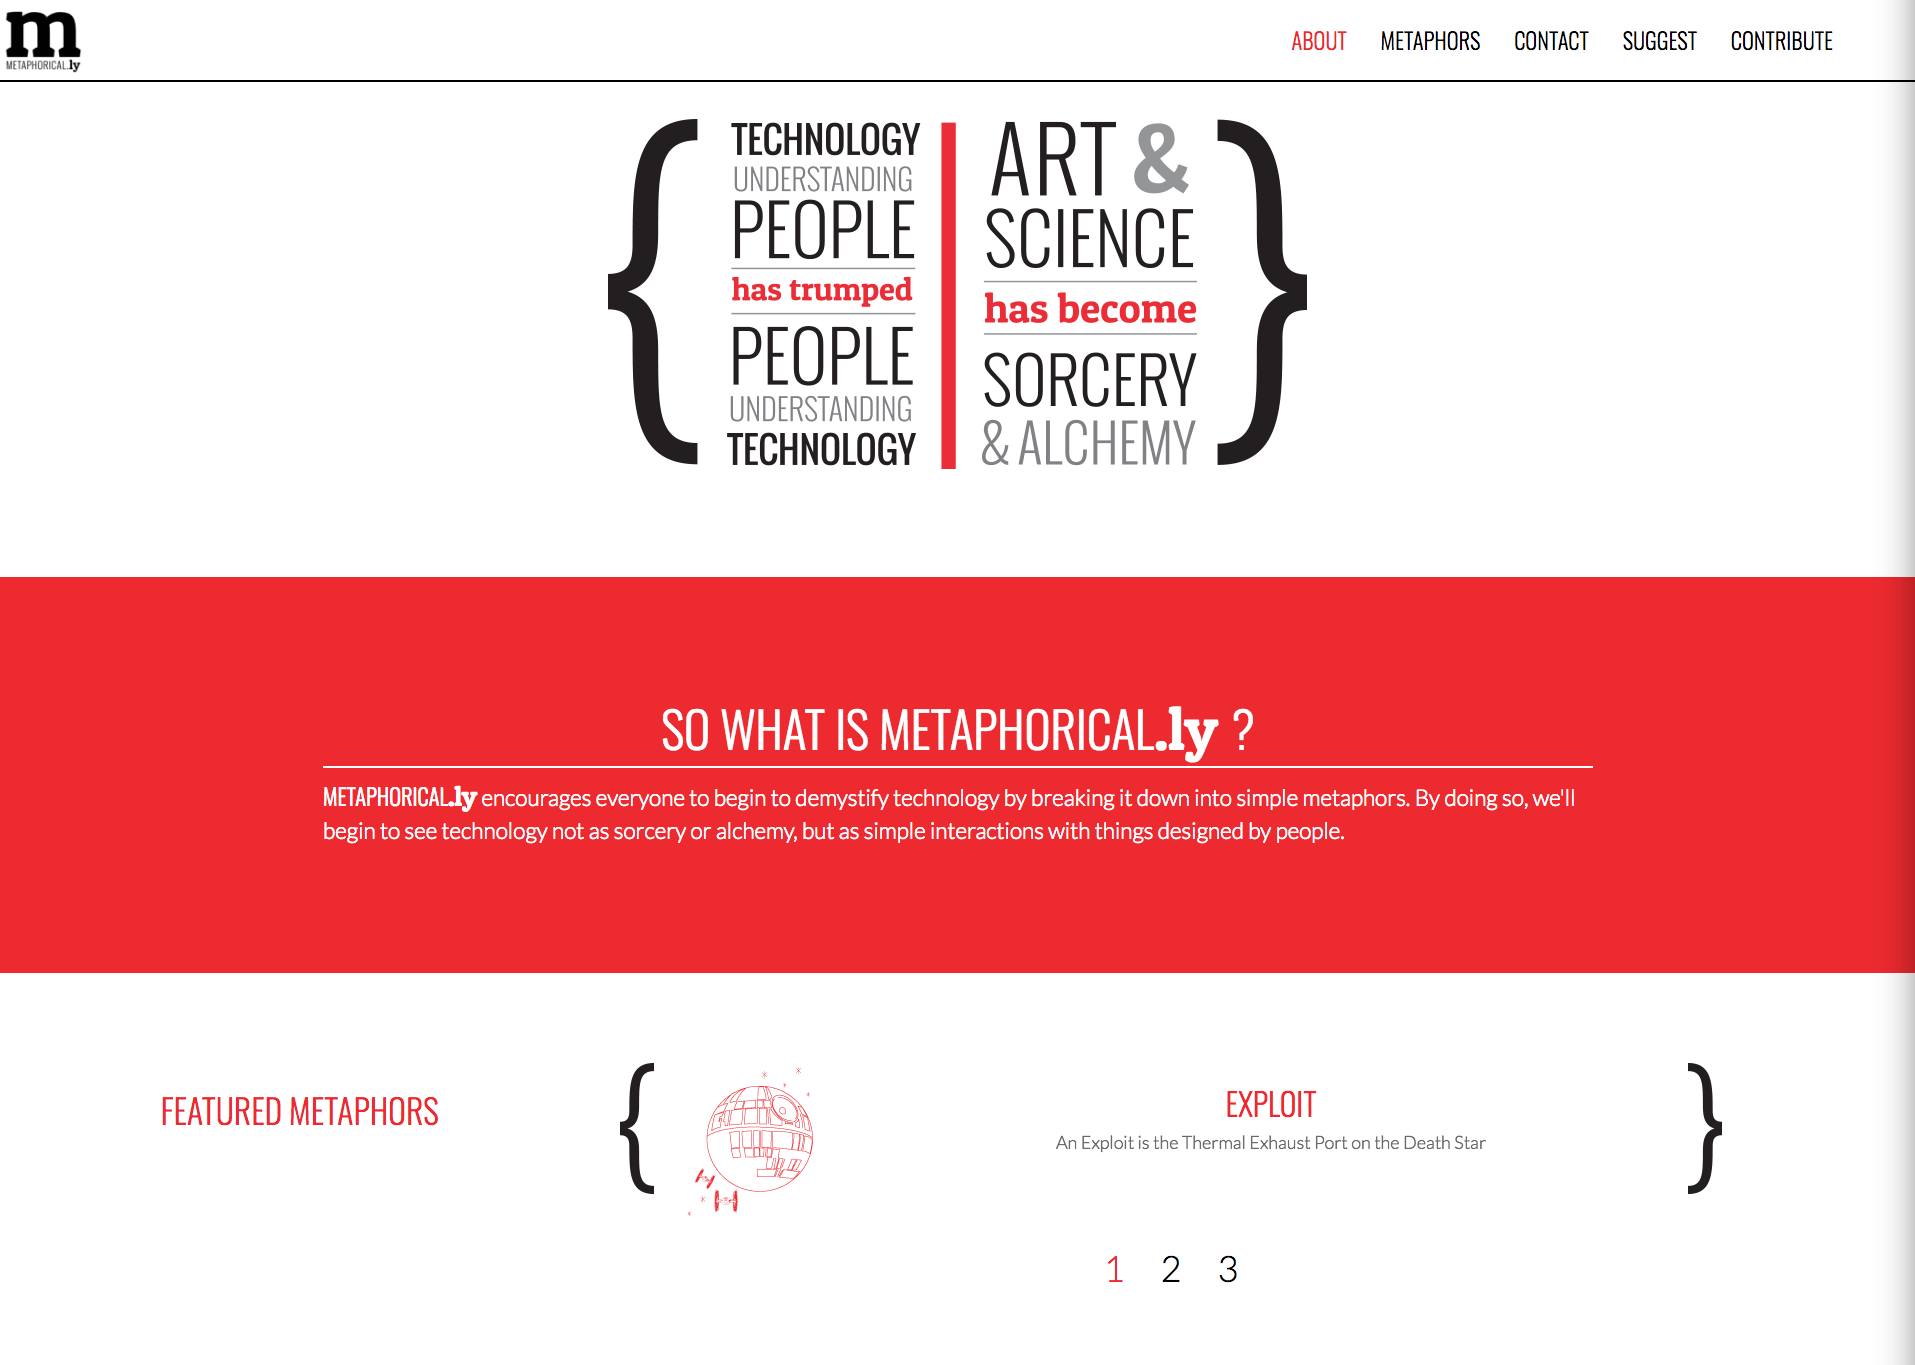 m
METAPHORICAL.ly
ABOUT METAPHORS CONTACT SUGGEST CONTRIBUTE
{
TECHNOLOGY
UNDERSTANDING
PEOPLE
has trumped
PEOPLE
UNDERSTANDING
TECHNOLOGY
ART &
SCIENCE
has become
SORCERY
& ALCHEMY
}
SO WHAT IS METAPHORICAL.ly ?
METAPHORICAL.ly encourages everyone to begin to demystify technology by breaking it down into simple metaphors. By doing so, we'll
begin to see technology not as sorcery or alchemy, but as simple interactions with things designed by people.
FEATURED METAPHORS
{
EXPLOIT
An Exploit is the Thermal Exhaust Port on the Death Star
}
1 2 3